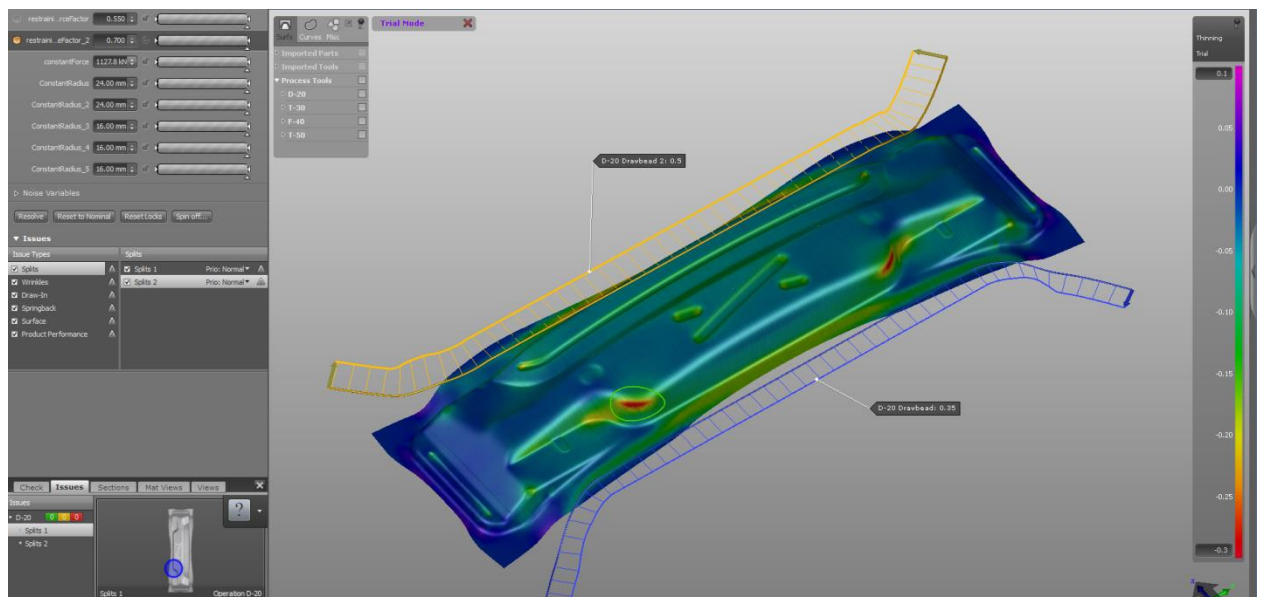 restraini...rceFactor 0.550
restraini...eFactor_2 0.700
constantForce 1127.8 kN
ConstantRadius 24.00 mm
ConstantRadius_2 24.00 mm
ConstantRadius_3 16.00 mm
ConstantRadius_4 16.00 mm
ConstantRadius_5 16.00 mm
Noise Variables
Resolve Reset to Nominal Reset Locks Spin off...
Issues
Issue Types Splits
Splits Splits 1 Prio: Normal
Wrinkles Splits 2 Prio: Normal
Draw-In
Springback
Surface
Product Performance
Check Issues Sections Mat Views Views
Issues
D-20 0 0 0
Splits 1
Splits 2
?
Splits 1 Operation D-20
Surfs Curves Misc
Imported Parts
Imported Tools
Process Tools
D-20
T-30
F-40
T-50
Trial Mode
D-20 Drawbead 2: 0.5
D-20 Drawbead: 0.35
Thinning
Trial
0.1
0.05
0.00
-0.05
-0.10
-0.15
-0.20
-0.25
-0.3